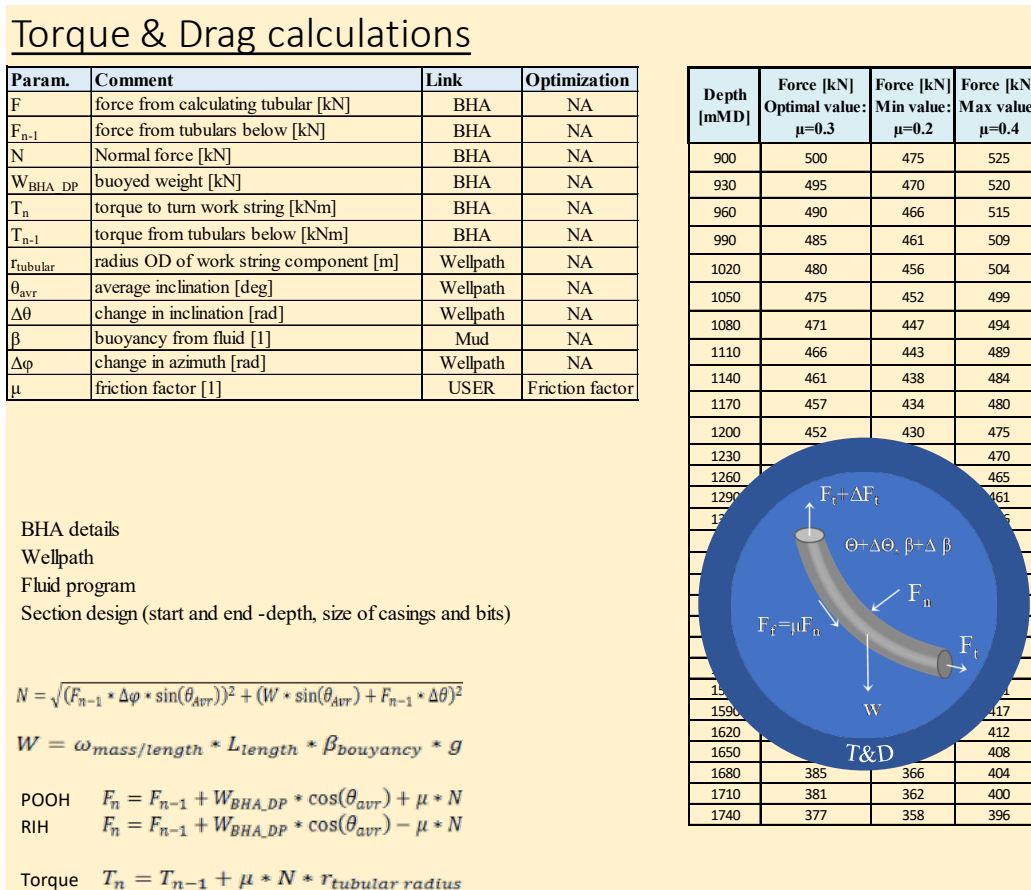 Torque & Drag calculations
Param. Comment Link Optimization
F force from calculating tubular [kN] BHA NA
Fn-1 force from tubulars below [kN] BHA NA
N Normal force [kN] BHA NA
WBHA_DP buoyed weight [kN] BHA NA
Tn torque to turn work string [kNm] BHA NA
Tn-1 torque from tubulars below [kNm] BHA NA
rtubular radius OD of work string component [m] Wellpath NA
θavr average inclination [deg] Wellpath NA
Δθ change in inclination [rad] Wellpath NA
β buoyancy from fluid [1] Mud NA
Δφ change in azimuth [rad] Wellpath NA
μ friction factor [1] USER Friction factor
BHA details
Wellpath
Fluid program
Section design (start and end -depth, size of casings and bits)
N = √(Fn-1 * Δφ * sin(θAvr))² + (W * sin(θAvr) + Fn-1 * Δθ)²
W = ωmass/length * Llength * βbouyancy * g
POOH Fn = Fn-1 + WBHA_DP * cos(θavr) + μ * N
RIH Fn = Fn-1 + WBHA_DP * cos(θavr) − μ * N
Torque Tn = Tn-1 + μ * N * rtubular radius
Depth [mMD] Force [kN] Optimal value: μ=0.3 Force [kN] Min value: μ=0.2 Force [kN Max value μ=0.4
900 500 475 525
930 495 470 520
960 490 466 515
990 485 461 509
1020 480 456 504
1050 475 452 499
1080 471 447 494
1110 466 443 489
1140 461 438 484
1170 457 434 480
1200 452 430 475
1230 470
1260 465
1290 461
1590 417
1620 412
1650 408
1680 385 366 404
1710 381 362 400
1740 377 358 396
Ft+ΔFt
Θ+ΔΘ, β+Δ β
Fn
Ff=μFn
Ft
W
T&D